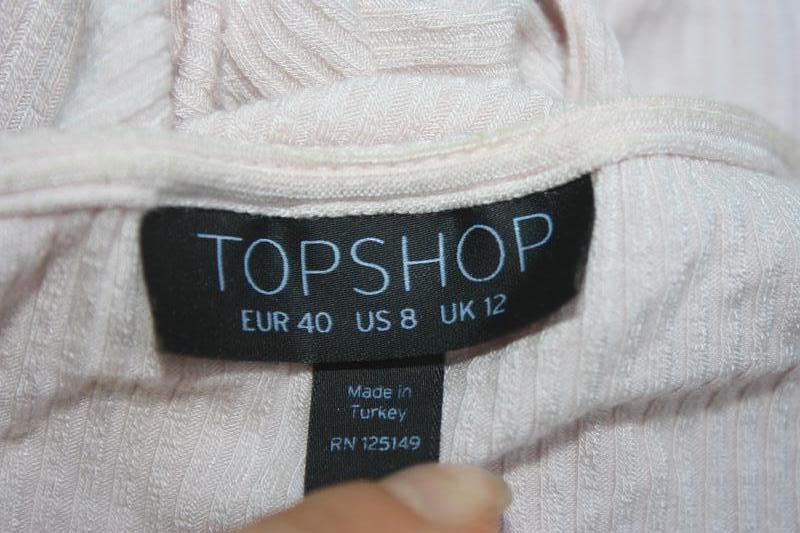 TOPSHOP
EUR 40 US 8 UK 12
Made in
Turkey
RN 125149